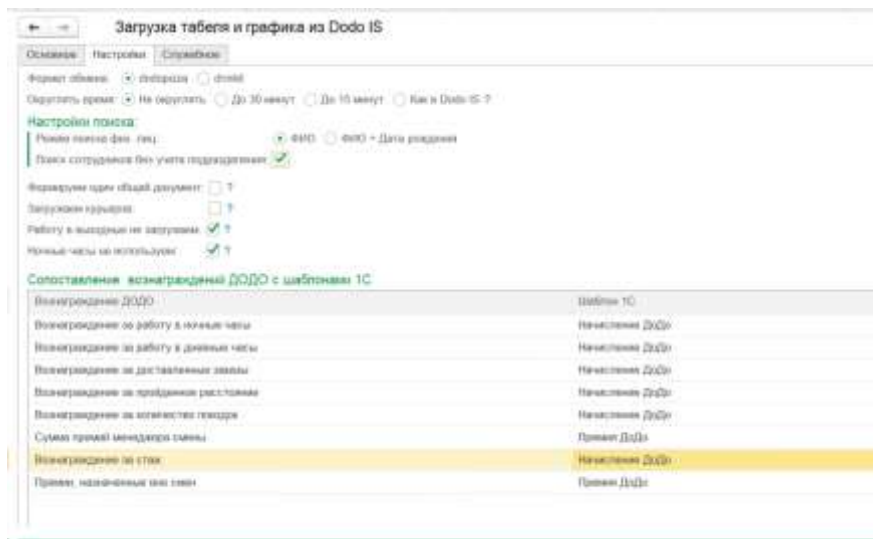 Загрузка табеля и графика из Dodo IS
Основное Настройки Служебное
Формат обмена: dodopizza drinkit
Округлять время: Не округлять До 30 минут До 15 минут Как в Dodo IS ?
Настройки поиска:
Режим поиска физ. лиц: ФИО ФИО + Дата рождения
Поиск сотрудников без учета подразделения:
Формируем один общий документ: ?
Загружаем курьеров: ?
Работу в выходные не загружаем: ?
Ночные часы не используем: ?
Сопоставление вознаграждений ДОДО с шаблонами 1С
Вознаграждение ДОДО Шаблон 1С
Вознаграждение за работу в ночные часы Начисление ДоДо
Вознаграждение за работу в дневные часы Начисление ДоДо
Вознаграждение за доставленные заказы Начисление ДоДо
Вознаграждение за пройденное расстояние Начисление ДоДо
Вознаграждение за количество поездок Начисление ДоДо
Сумма премий менеджера смены Премия ДоДо
Вознаграждение за стаж Начисление ДоДо
Премии, назначенные вне смен Премия ДоДо